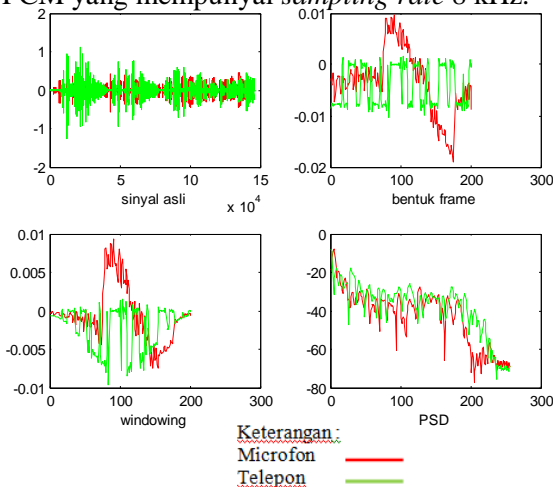 PCM yang mempunyai sampling rate 8 kHz.
2
1
0
-1
-2
0 5 10 15
x 10^4
sinyal asli
0.01
0
-0.01
-0.02
0 100 200 300
bentuk frame
0.01
0.005
0
-0.005
-0.01
0 100 200 300
windowing
0
-20
-40
-60
-80
0 100 200 300
PSD
Keterangan :
Microfon
Telepon